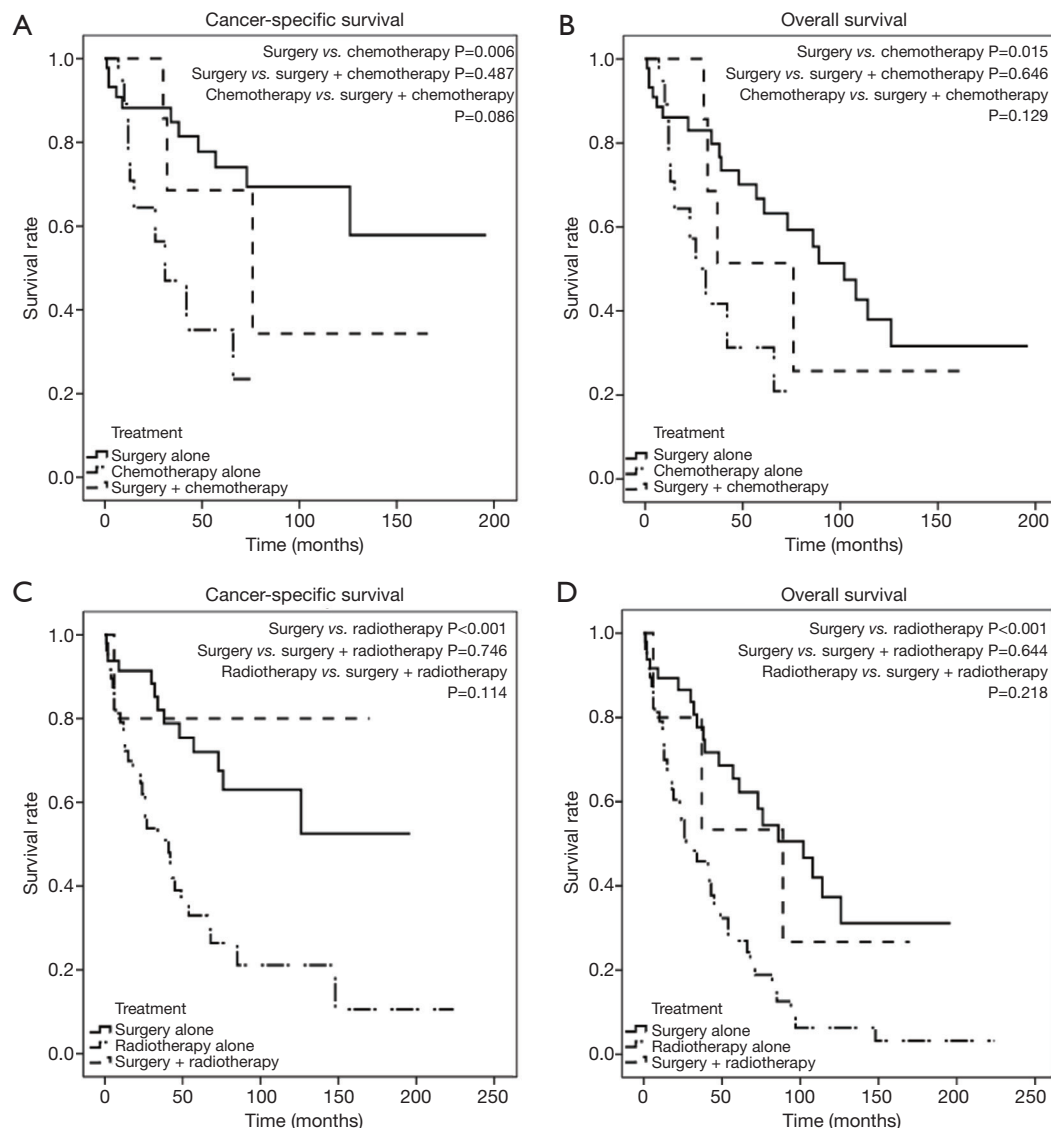 A
Cancer-specific survival
Surgery vs. chemotherapy P=0.006
Surgery vs. surgery + chemotherapy P=0.487
Chemotherapy vs. surgery + chemotherapy
P=0.086
1.0
0.8
0.6
0.4
0.2
0.0
Survival rate
Treatment
Surgery alone
Chemotherapy alone
Surgery + chemotherapy
0 50 100 150 200
Time (months)
B
Overall survival
Surgery vs. chemotherapy P=0.015
Surgery vs. surgery + chemotherapy P=0.646
Chemotherapy vs. surgery + chemotherapy
P=0.129
1.0
0.8
0.6
0.4
0.2
0.0
Survival rate
Treatment
Surgery alone
Chemotherapy alone
Surgery + chemotherapy
0 50 100 150 200
Time (months)
C
Cancer-specific survival
Surgery vs. radiotherapy P<0.001
Surgery vs. surgery + radiotherapy P=0.746
Radiotherapy vs. surgery + radiotherapy
P=0.114
1.0
0.8
0.6
0.4
0.2
0.0
Survival rate
Treatment
Surgery alone
Radiotherapy alone
Surgery + radiotherapy
0 50 100 150 200 250
Time (months)
D
Overall survival
Surgery vs. radiotherapy P<0.001
Surgery vs. surgery + radiotherapy P=0.644
Radiotherapy vs. surgery + radiotherapy
P=0.218
1.0
0.8
0.6
0.4
0.2
0.0
Survival rate
Treatment
Surgery alone
Radiotherapy alone
Surgery + radiotherapy
0 50 100 150 200 250
Time (months)